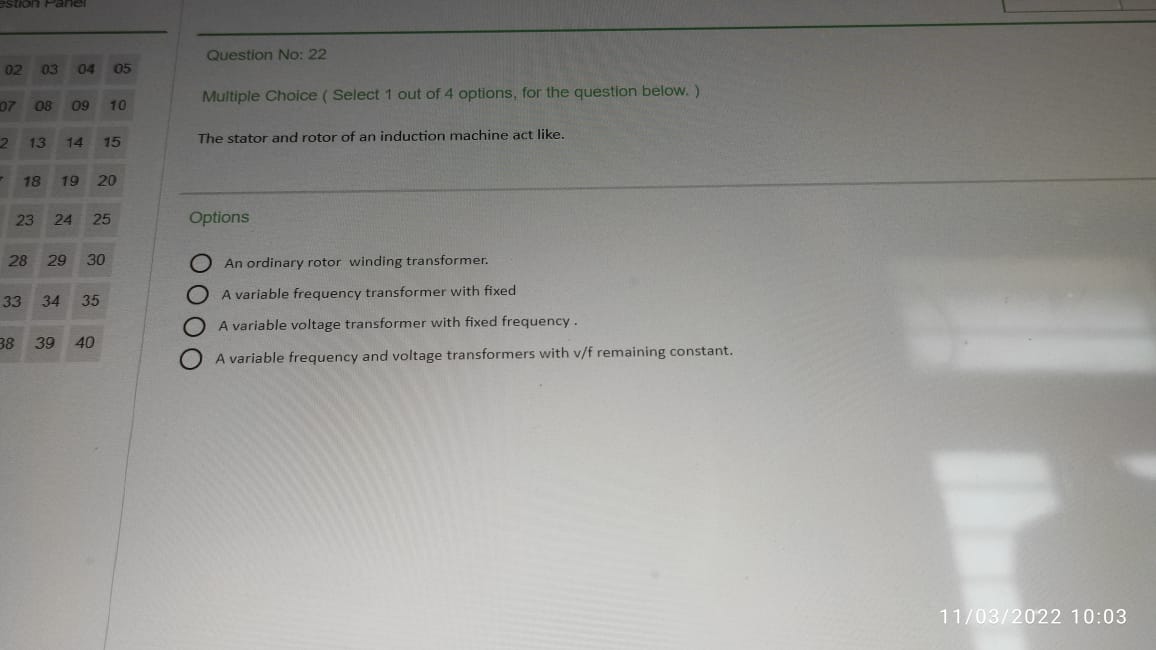 Panel
Question No: 22
02 03 04 05
Multiple Choice ( Select 1 out of 4 options, for the question below. )
07 08 09 10
The stator and rotor of an induction machine act like.
13 14 15
18 19 20
Options
23 24 25
An ordinary rotor winding transformer.
28 29 30
A variable frequency transformer with fixed
33 34 35
A variable voltage transformer with fixed frequency .
38 39 40
A variable frequency and voltage transformers with v/f remaining constant.
11/03/2022 10:03